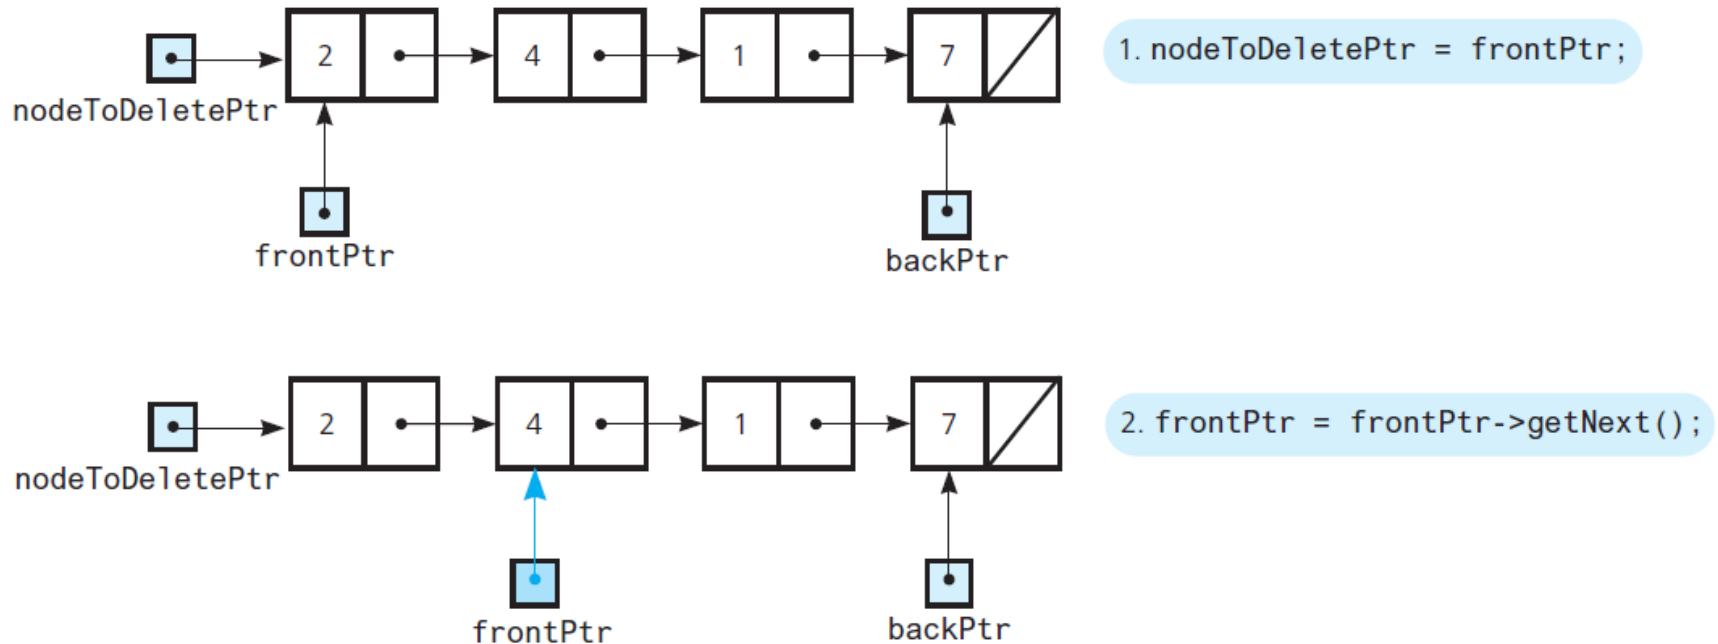 2 4 1 7 1. nodeToDeletePtr = frontPtr;
nodeToDeletePtr
frontPtr backPtr
2 4 1 7 2. frontPtr = frontPtr->getNext();
nodeToDeletePtr
frontPtr backPtr